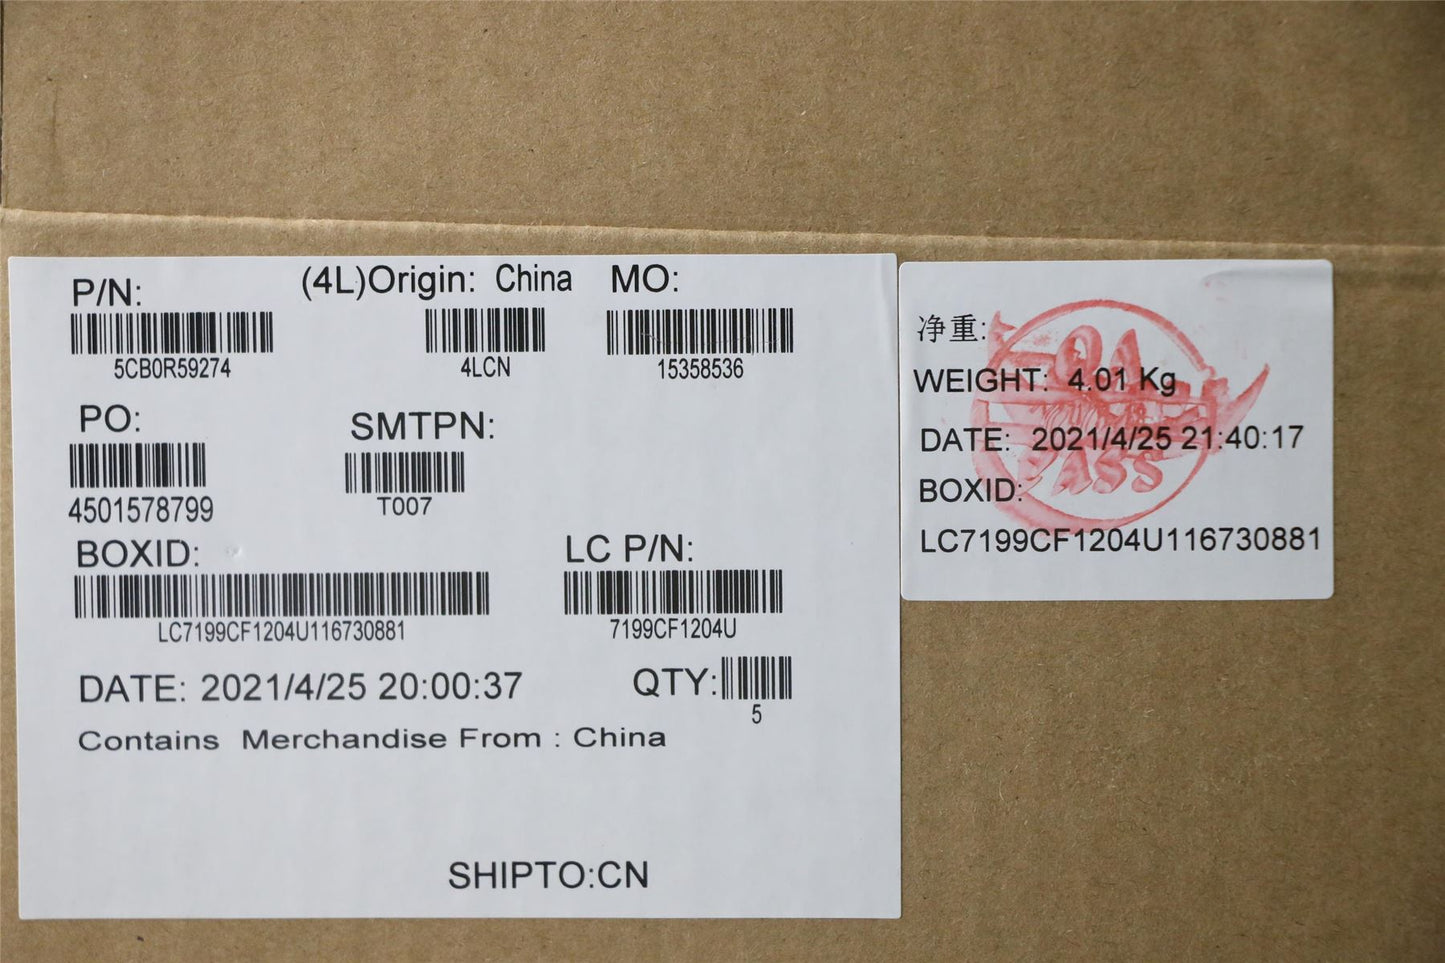 P/N: (4L)Origin: China MO:
5CB0R59274 4LCN 15358536
PO: SMTPN:
4501578799 T007
BOXID: LC P/N:
LC7199CF1204U116730881 7199CF1204U
DATE: 2021/4/25 20:00:37 QTY:
5
Contains Merchandise From : China
SHIPTO:CN
净重:
WEIGHT: 4.01 Kg
DATE: 2021/4/25 21:40:17
BOXID:
LC7199CF1204U116730881
PASS